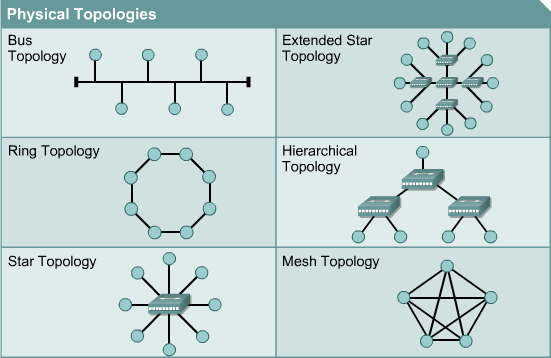 Physical Topologies
Bus
Topology
Extended Star
Topology
Ring Topology
Hierarchical
Topology
Star Topology
Mesh Topology